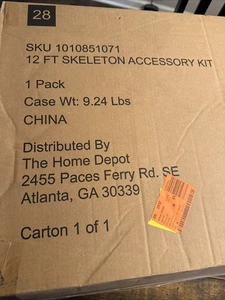 28
SKU 1010851071
12 FT SKELETON ACCESSORY KIT
1 Pack
Case Wt: 9.24 Lbs
CHINA
Distributed By
The Home Depot
2455 Paces Ferry Rd. SE
Atlanta, GA 30339
Carton 1 of 1